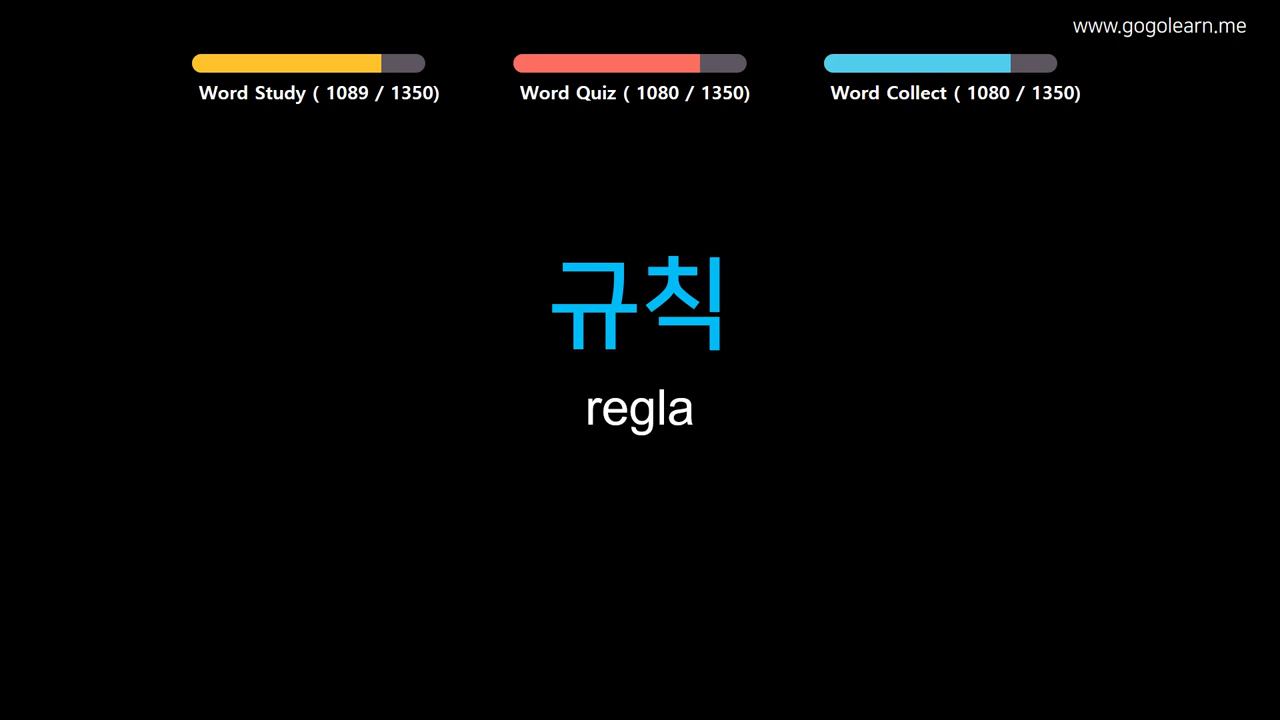 www.gogolearn.me
Word Study ( 1089 / 1350)
Word Quiz ( 1080 / 1350)
Word Collect ( 1080 / 1350)
규칙
regla